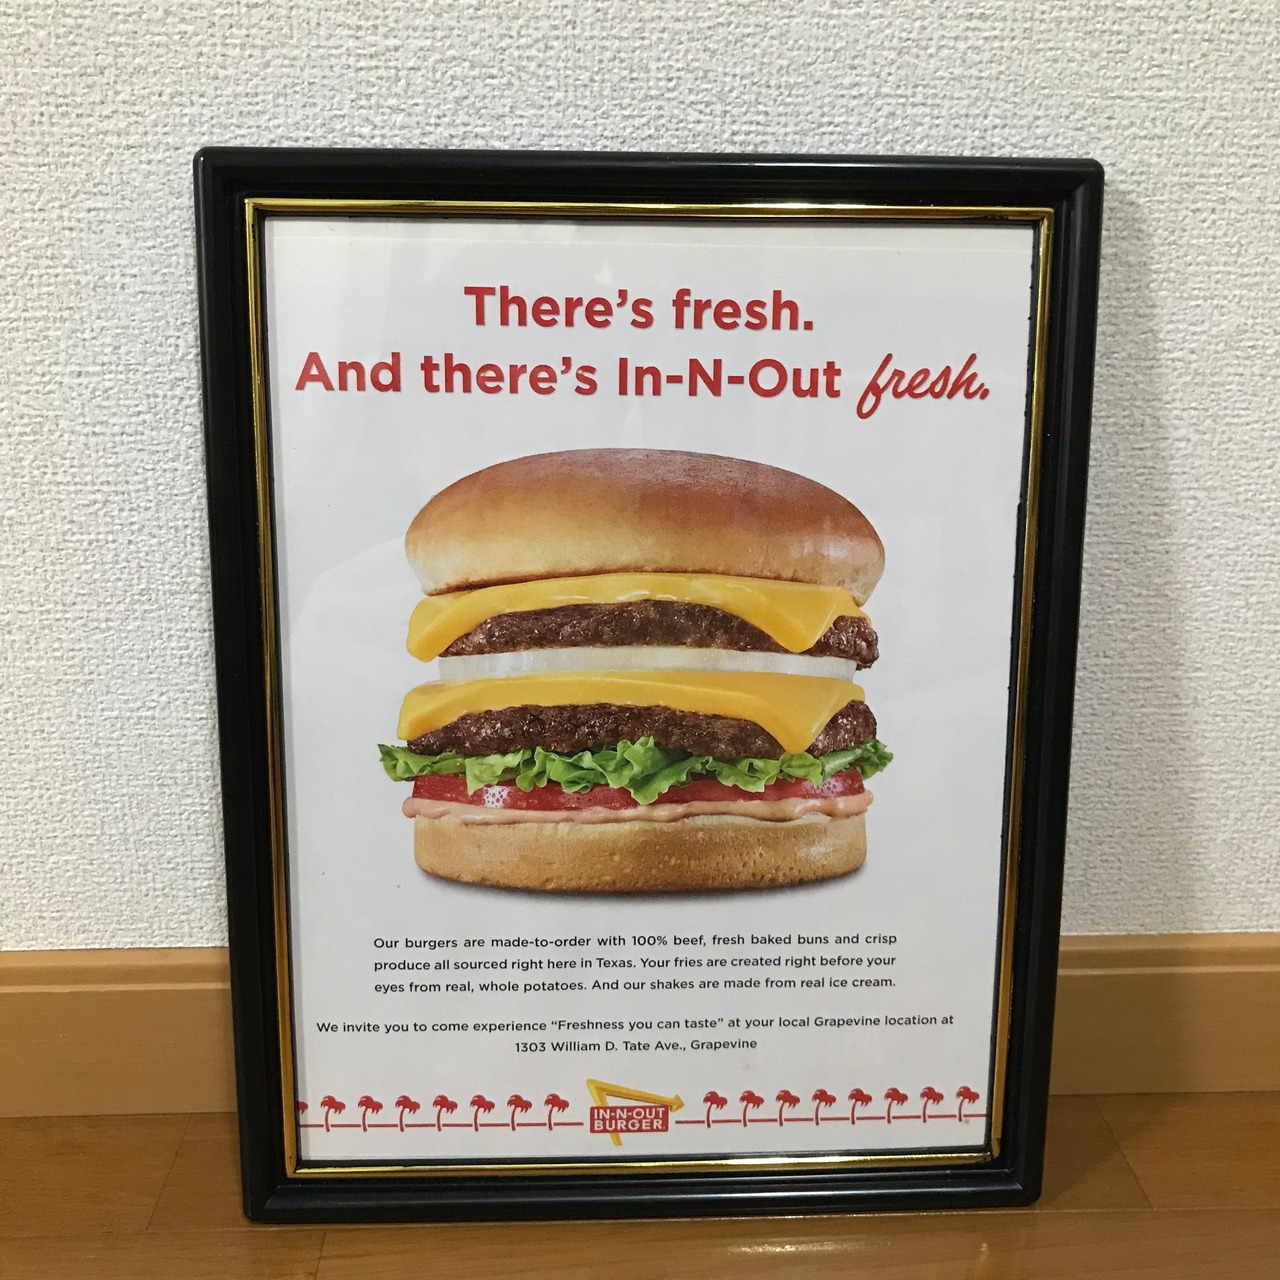 There's fresh.
And there's In-N-Out fresh.
Our burgers are made-to-order with 100% beef, fresh baked buns and crisp
produce all sourced right here in Texas. Your fries are created right before your
eyes from real, whole potatoes. And our shakes are made from real ice cream.
We invite you to come experience “Freshness you can taste” at your local Grapevine location at
1303 William D. Tate Ave., Grapevine
IN-N-OUT
BURGER